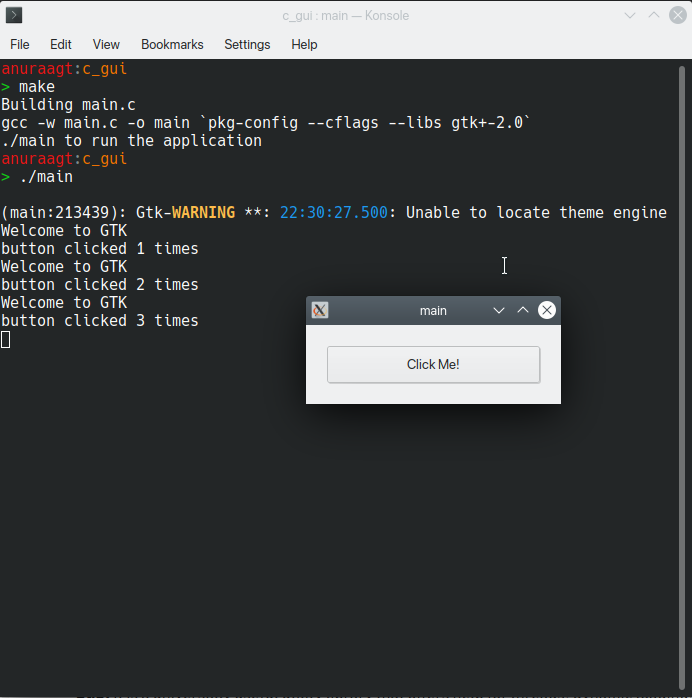 c_gui : main — Konsole
File Edit View Bookmarks Settings Help
anuraagt:c_gui
> make
Building main.c
gcc -w main.c -o main `pkg-config --cflags --libs gtk+-2.0`
./main to run the application
anuraagt:c_gui
> ./main
(main:213439): Gtk-WARNING **: 22:30:27.500: Unable to locate theme engine
Welcome to GTK
button clicked 1 times
Welcome to GTK
button clicked 2 times
Welcome to GTK
button clicked 3 times
main
Click Me!